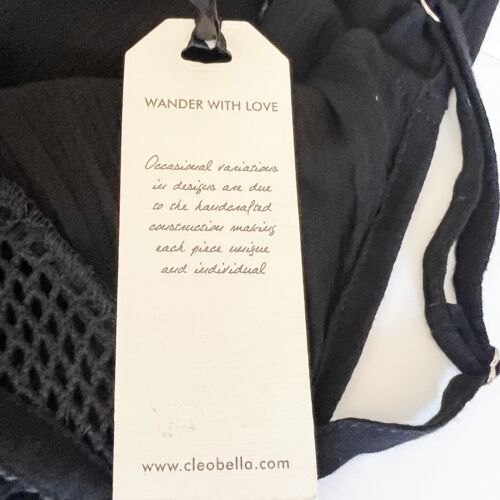 WANDER WITH LOVE
Occasional variations
in designs are due
to the handcrafted
construction making
each piece unique
and individual
www.cleobella.com